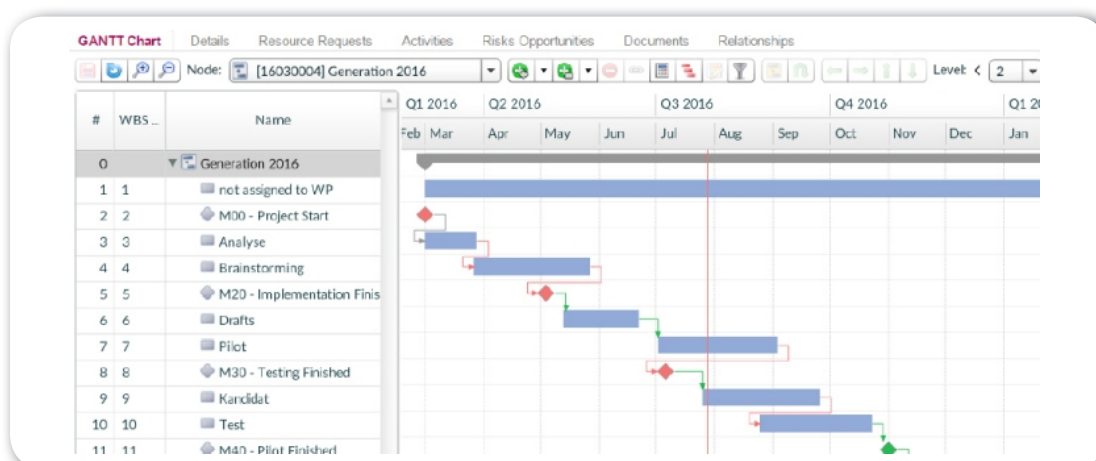 GANTT Chart Details Resource Requests Activities Risks Opportunities Documents Relationships
Node: [16030004] Generation 2016 Level: < 2
Q1 2016 Q2 2016 Q3 2016 Q4 2016 Q1 20
# WBS ... Name Feb Mar Apr May Jun Jul Aug Sep Oct Nov Dec Jan
0 Generation 2016
1 1 not assigned to WP
2 2 M00 - Project Start
3 3 Analyse
4 4 Brainstorming
5 5 M20 - Implementation Finis
6 6 Drafts
7 7 Pilot
8 8 M30 - Testing Finished
9 9 Kandidat
10 10 Test
11 11 M40 - Pilot Finished